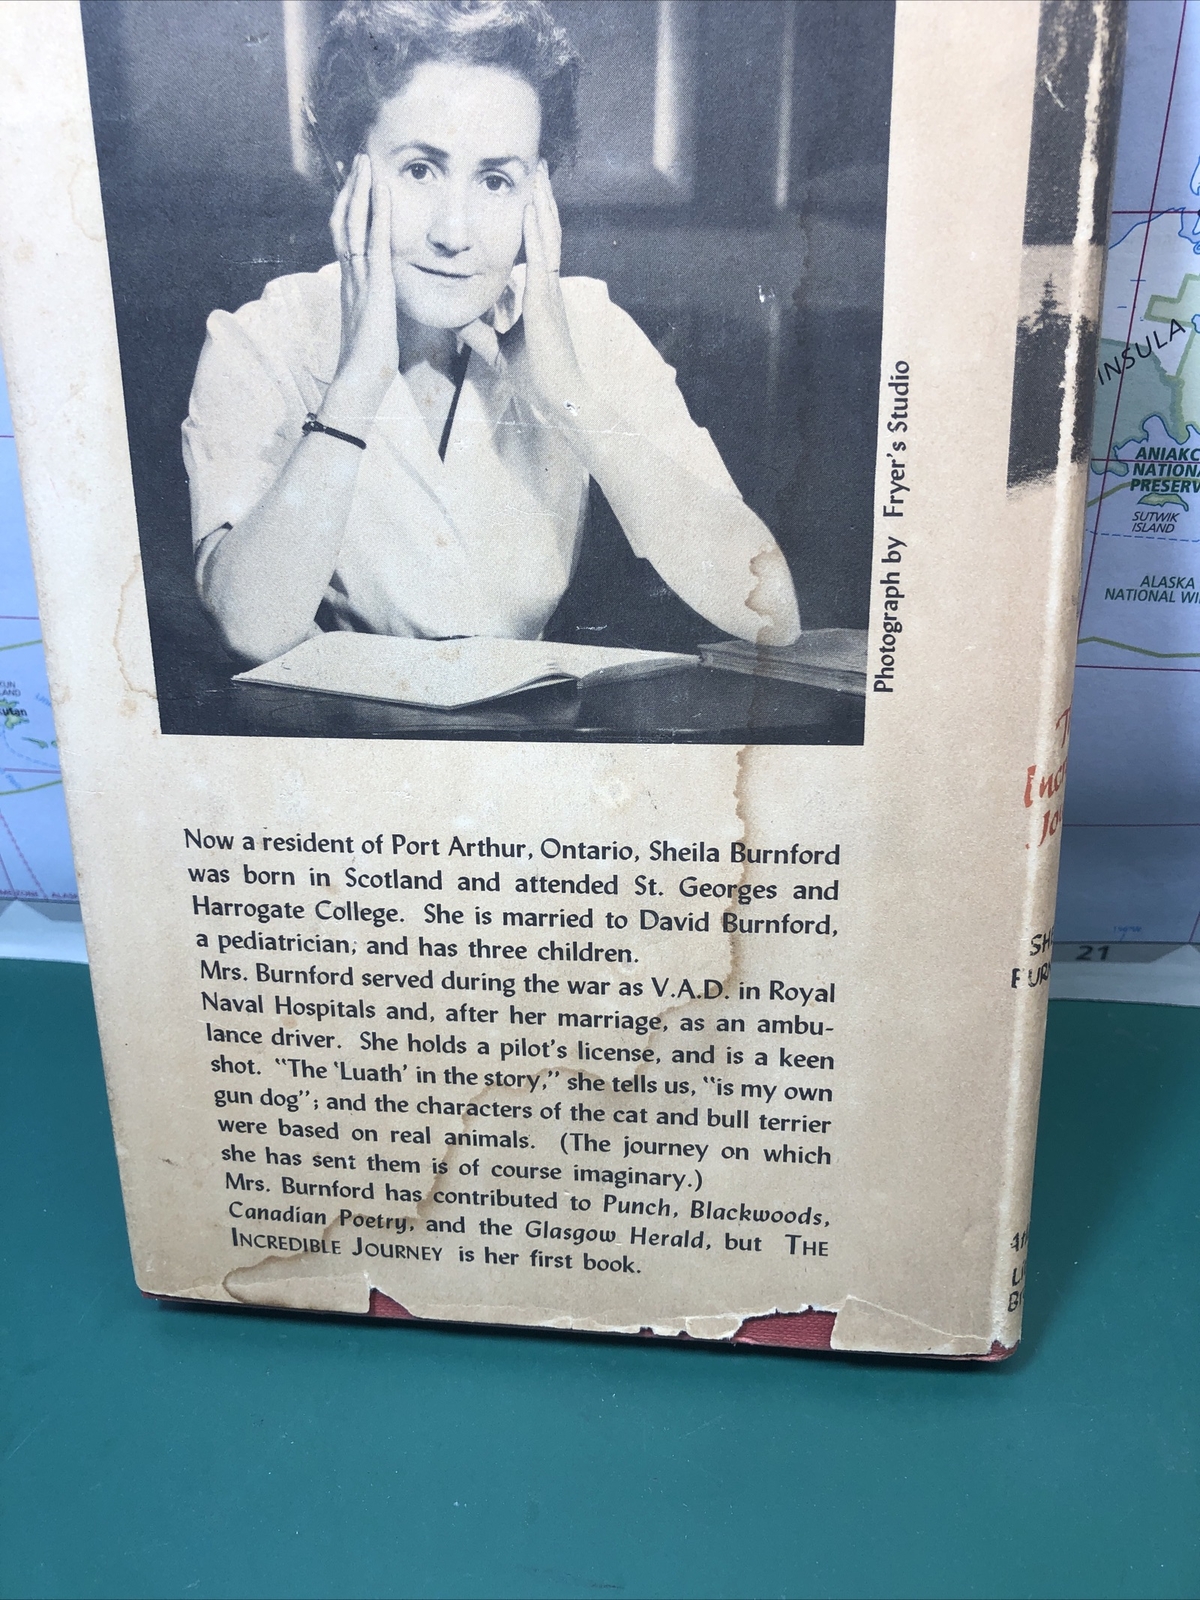 Photograph by Fryer's Studio
Now a resident of Port Arthur, Ontario, Sheila Burnford
was born in Scotland and attended St. Georges and
Harrogate College. She is married to David Burnford,
a pediatrician, and has three children.
Mrs. Burnford served during the war as V.A.D. in Royal
Naval Hospitals and, after her marriage, as an ambu-
lance driver. She holds a pilot's license, and is a keen
shot. "The 'Luath' in the story," she tells us, "is my own
gun dog"; and the characters of the cat and bull terrier
were based on real animals. (The journey on which
she has sent them is of course imaginary.)
Mrs. Burnford has contributed to Punch, Blackwoods,
Canadian Poetry, and the Glasgow Herald, but THE
INCREDIBLE JOURNEY is her first book.
INSULA
ANIAKC
NATIONA
PRESERV
SUTWIK
ISLAND
ALASKA
NATIONAL WI
21